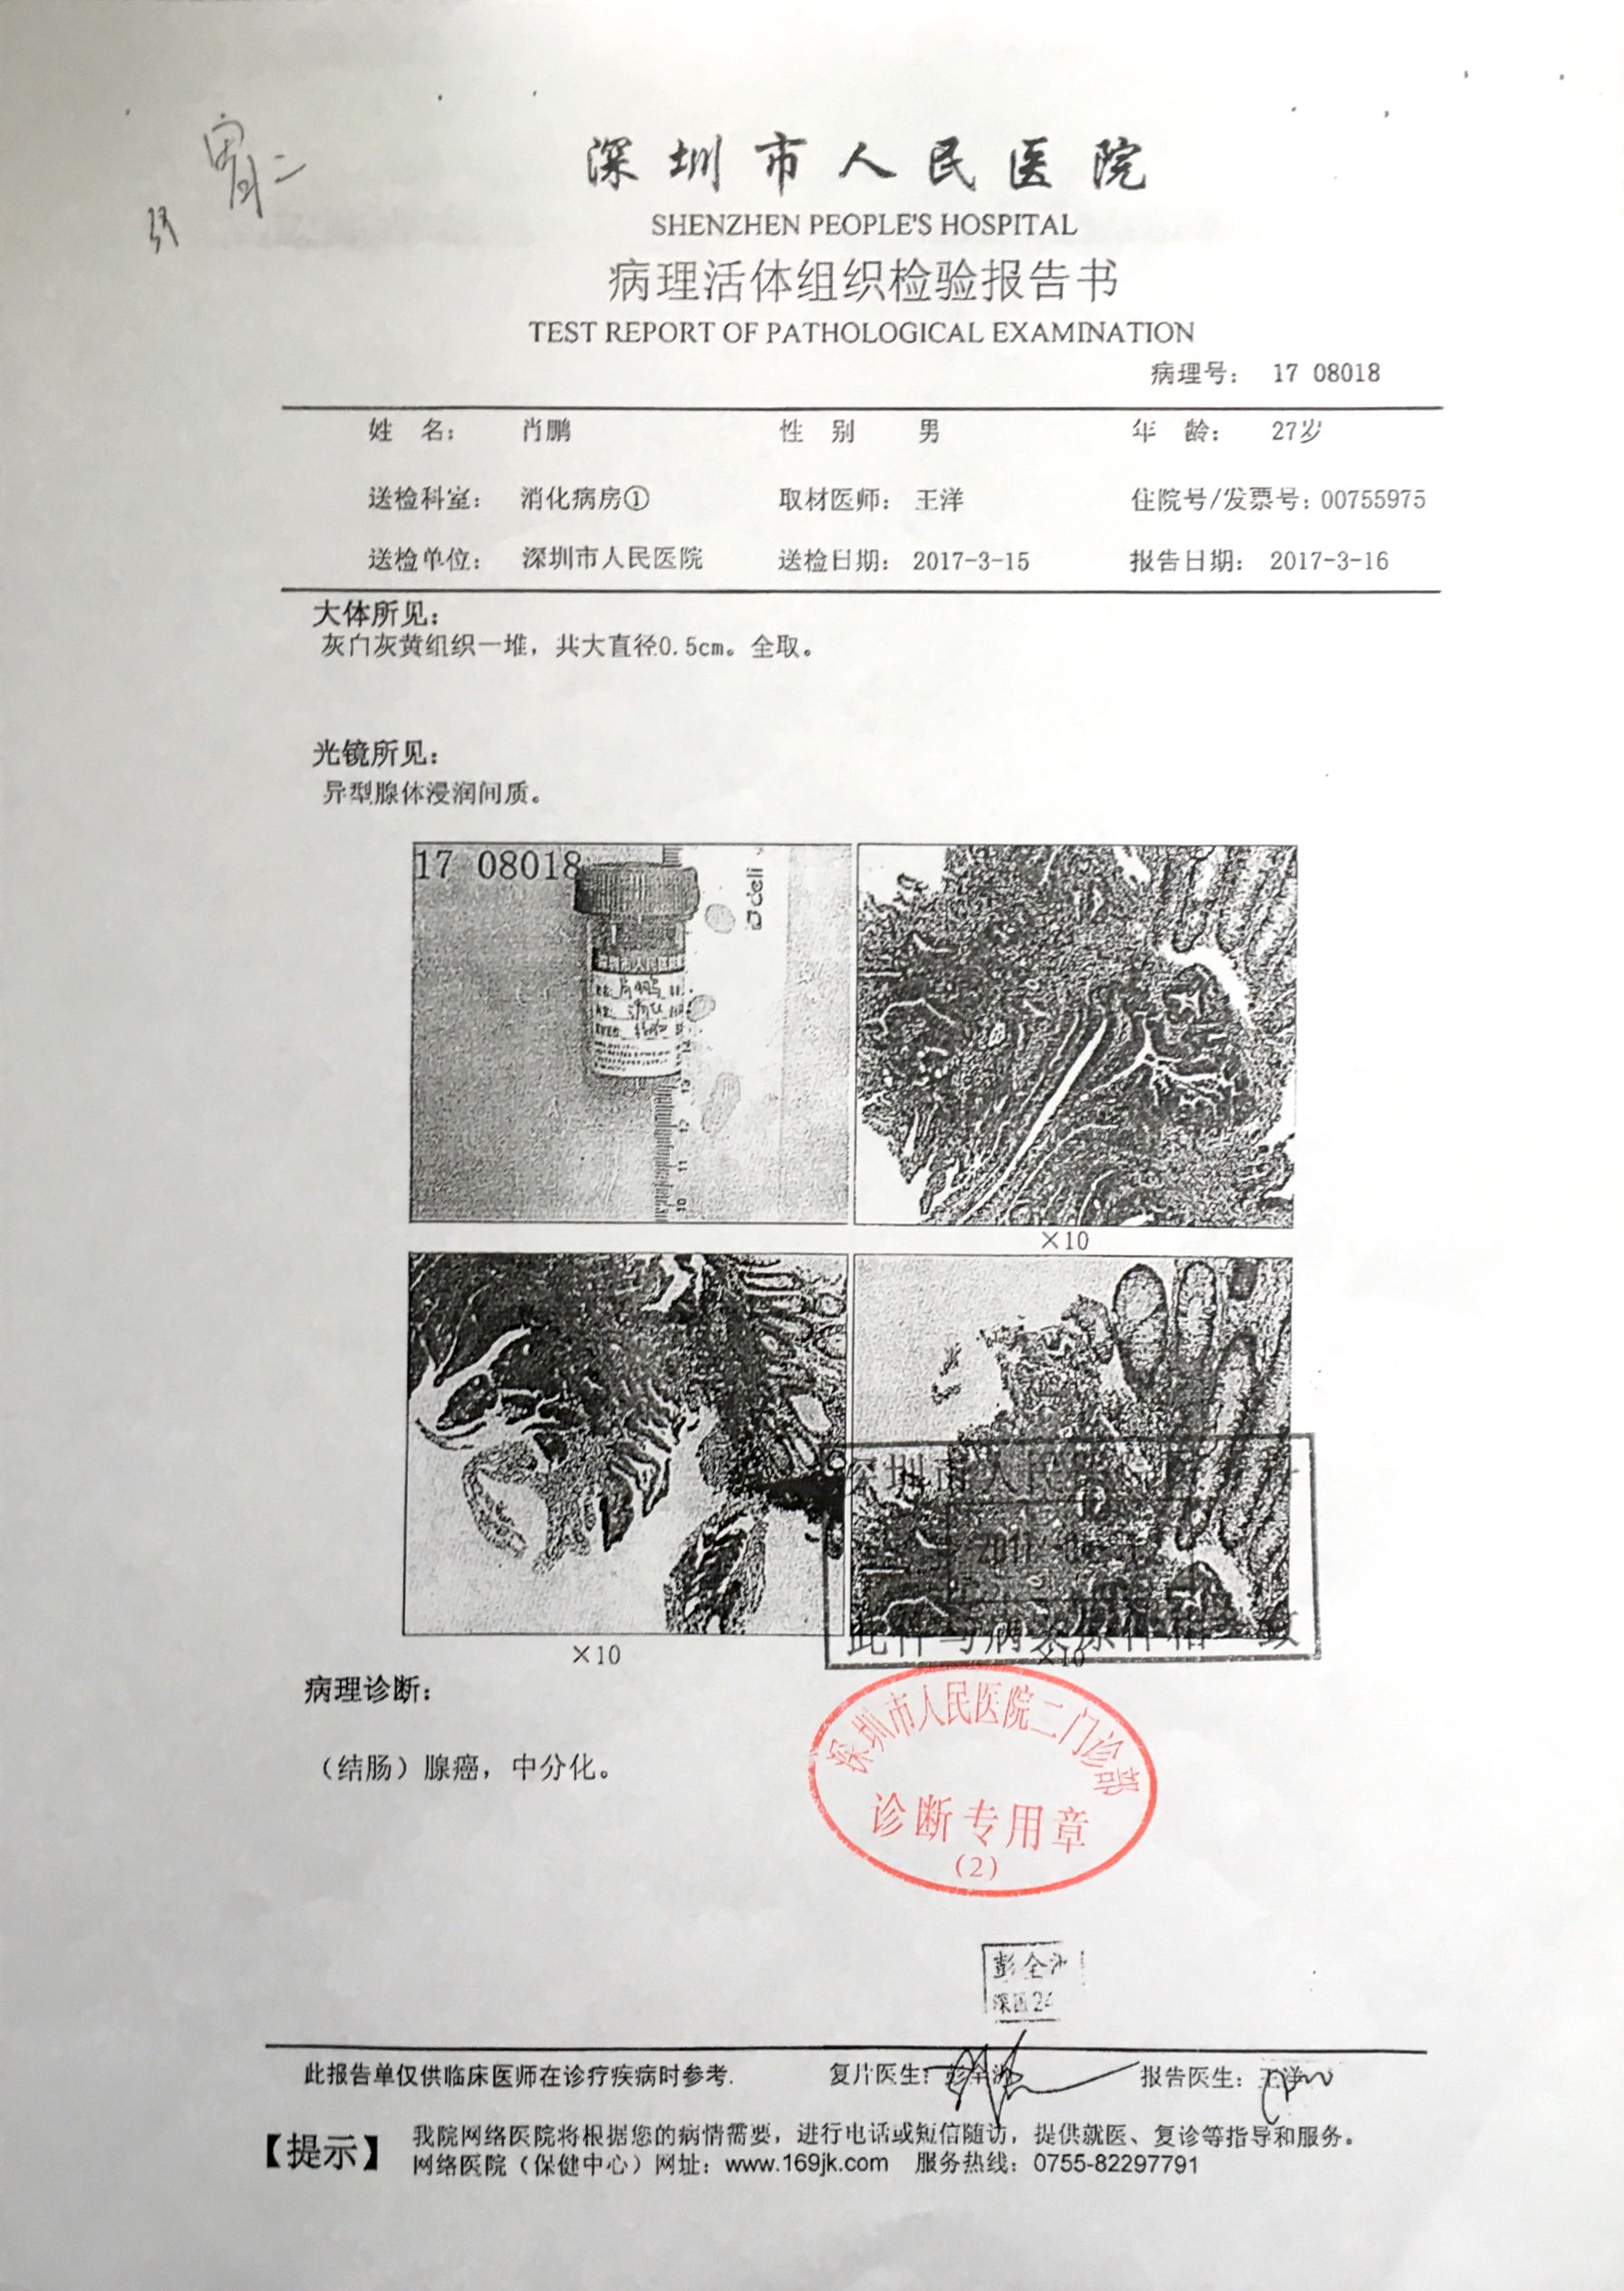 胃二
深圳市人民医院
SHENZHEN PEOPLE'S HOSPITAL
病理活体组织检验报告书
TEST REPORT OF PATHOLOGICAL EXAMINATION
病理号： 17 08018
姓 名： 肖鹏 性 别 男 年 龄： 27岁
送检科室： 消化病房① 取材医师： 王洋 住院号/发票号：00755975
送检单位： 深圳市人民医院 送检日期： 2017-3-15 报告日期： 2017-3-16
大体所见：
灰白灰黄组织一堆，共大直径0.5cm。全取。
光镜所见：
异型腺体浸润间质。
17 08018
deli
深圳市人民医院
×10
×10
深圳市人民
此件与病案原件相一致
×10
病理诊断：
（结肠）腺癌，中分化。
深圳市人民医院二门诊部
诊断专用章
(2)
彭全
深医24
此报告单仅供临床医师在诊疗疾病时参考.
复片医生： 报告医生： 王洋
【提示】 我院网络医院将根据您的病情需要，进行电话或短信随访，提供就医、复诊等指导和服务。
网络医院（保健中心）网址：www.169jk.com 服务热线：0755-82297791